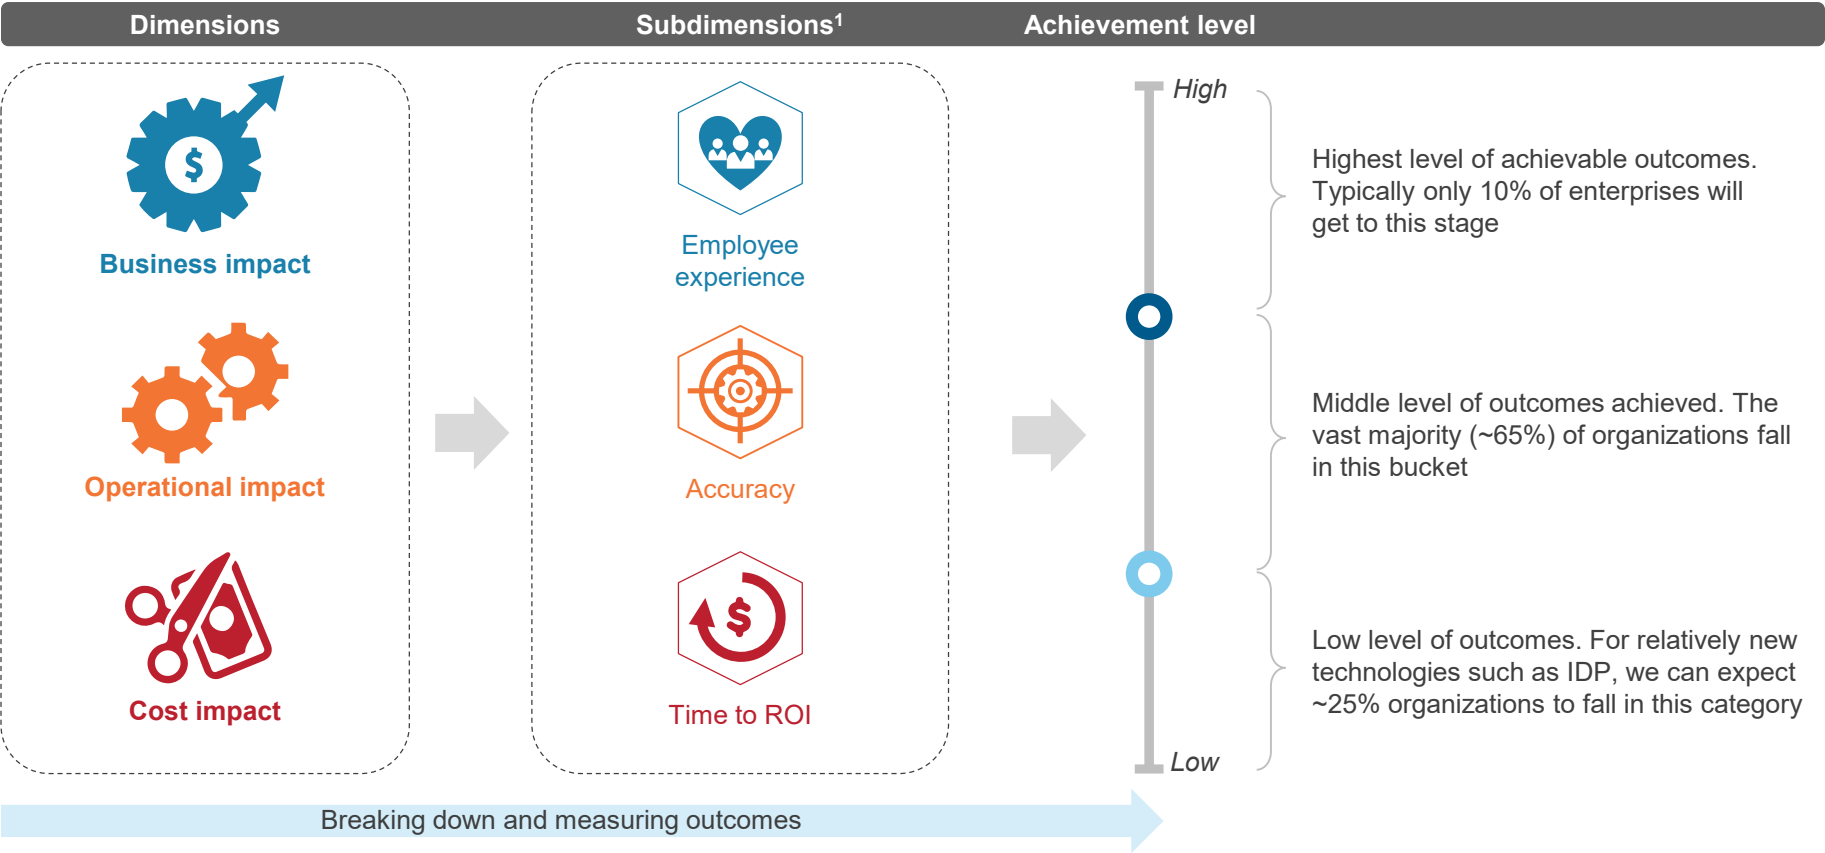 Dimensions
Subdimensions1
Achievement level
Business impact
Operational impact
Cost impact
Employee
experience
Accuracy
Time to ROI
High
Low
Highest level of achievable outcomes.
Typically only 10% of enterprises will
get to this stage
Middle level of outcomes achieved. The
vast majority (~65%) of organizations fall
in this bucket
Low level of outcomes. For relatively new
technologies such as IDP, we can expect
~25% organizations to fall in this category
Breaking down and measuring outcomes